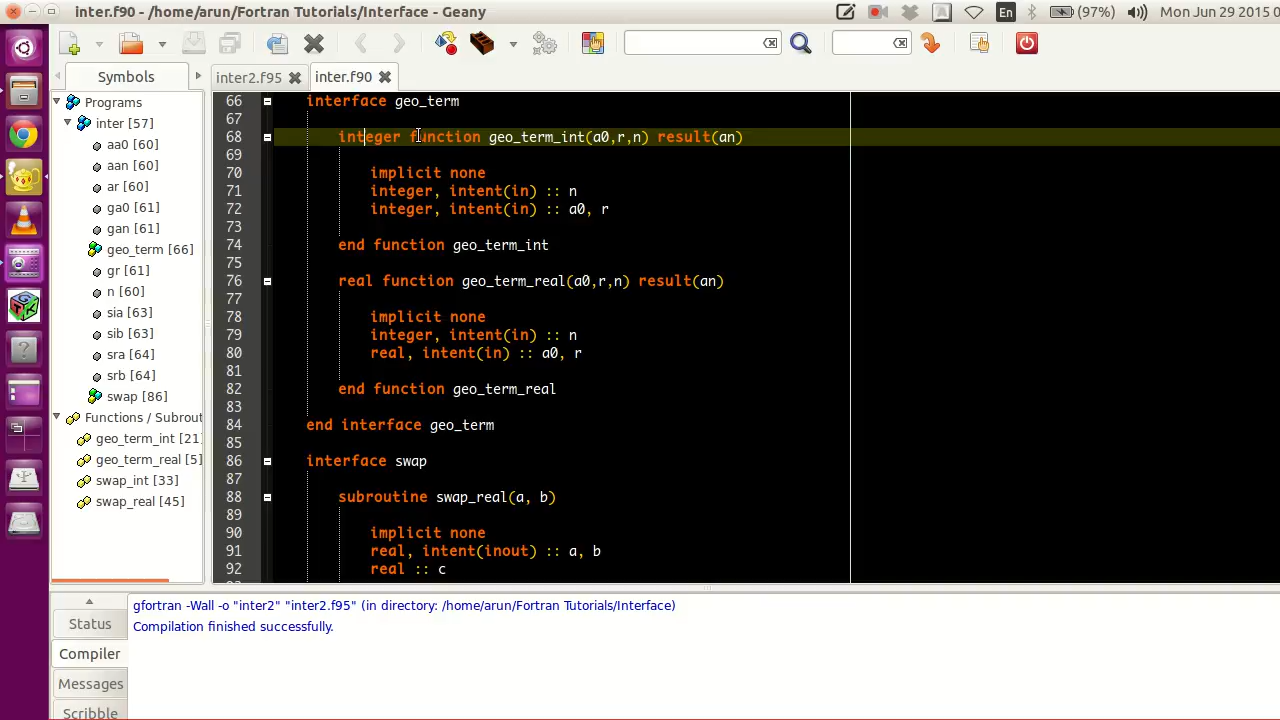 inter.f90 - /home/arun/Fortran Tutorials/Interface - Geany
En (97%) Mon Jun 29 2015 0
Symbols
inter2.f95
inter.f90
Programs
inter [57]
aa0 [60]
aan [60]
ar [60]
ga0 [61]
gan [61]
geo_term [66]
gr [61]
n [60]
sia [63]
sib [63]
sra [64]
srb [64]
swap [86]
Functions / Subrout
geo_term_int [21]
geo_term_real [5]
swap_int [33]
swap_real [45]
66 interface geo_term
67
68 integer function geo_term_int(a0,r,n) result(an)
69
70 implicit none
71 integer, intent(in) :: n
72 integer, intent(in) :: a0, r
73
74 end function geo_term_int
75
76 real function geo_term_real(a0,r,n) result(an)
77
78 implicit none
79 integer, intent(in) :: n
80 real, intent(in) :: a0, r
81
82 end function geo_term_real
83
84 end interface geo_term
85
86 interface swap
87
88 subroutine swap_real(a, b)
89
90 implicit none
91 real, intent(inout) :: a, b
92 real :: c
Status
Compiler
Messages
Scribble
gfortran -Wall -o "inter2" "inter2.f95" (in directory: /home/arun/Fortran Tutorials/Interface)
Compilation finished successfully.